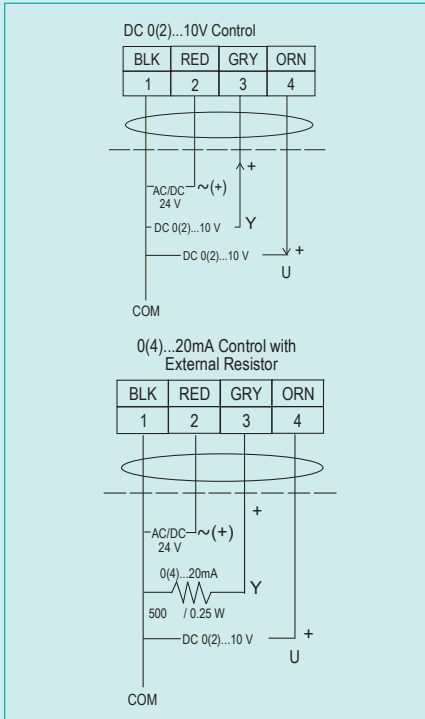 DC 0(2)...10V Control
BLK RED GRY ORN
1 2 3 4
+
AC/DC ~(+)
24 V
DC 0(2)...10 V Y
DC 0(2)...10 V +
U
COM
0(4)...20mA Control with
External Resistor
BLK RED GRY ORN
1 2 3 4
+
AC/DC ~(+)
24 V
0(4)...20mA
Y
500 / 0.25 W
DC 0(2)...10 V +
U
COM